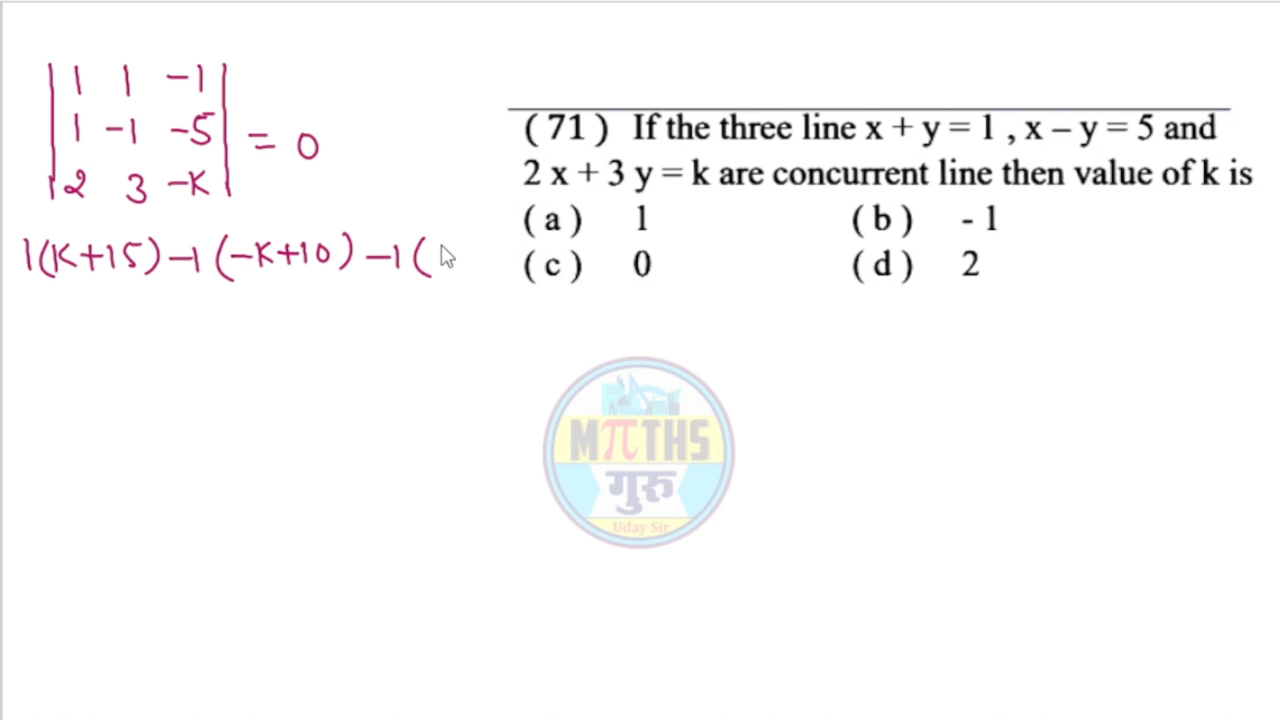 1 1 -1
1 -1 -5 = 0
2 3 -K
1(K+15)-1(-K+10)-1(
(71) If the three line x + y = 1 , x – y = 5 and
2 x + 3 y = k are concurrent line then value of k is
(a) 1 (b) - 1
(c) 0 (d) 2
MπTHS
गुरु
Uday Sir